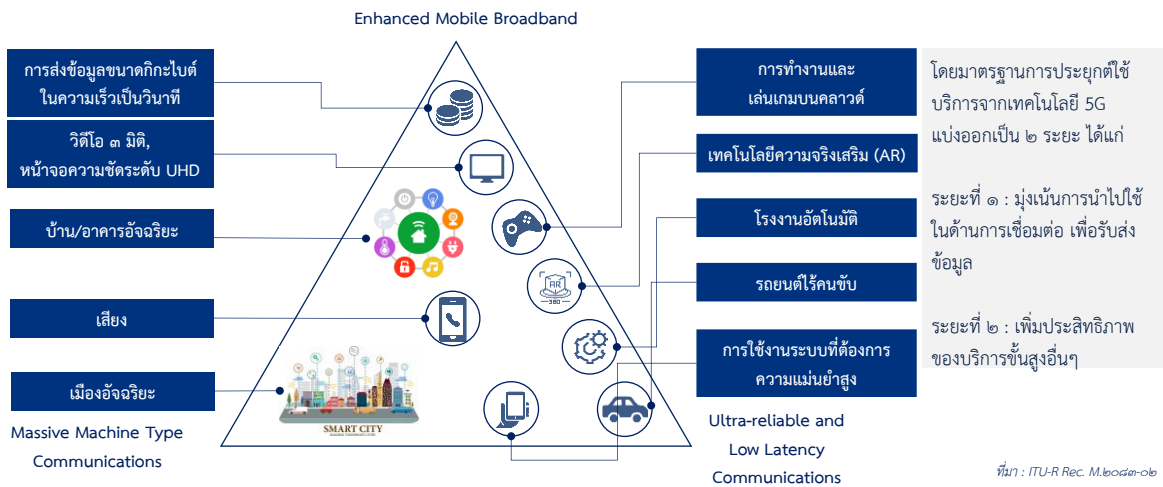 Enhanced Mobile Broadband
การส่งข้อมูลขนาดกิกะไบต์
ในความเร็วเป็นวินาที
วิดีโอ ๓ มิติ,
หน้าจอความชัดระดับ UHD
บ้าน/อาคารอัจฉริยะ
เสียง
เมืองอัจฉริยะ
Massive Machine Type
Communications
AR
360
SMART CITY
การทำงานและ
เล่นเกมบนคลาวด์
เทคโนโลยีความจริงเสริม (AR)
โรงงานอัตโนมัติ
รถยนต์ไร้คนขับ
การใช้งานระบบที่ต้องการ
ความแม่นยำสูง
Ultra-reliable and
Low Latency
Communications
โดยมาตรฐานการประยุกต์ใช้
บริการจากเทคโนโลยี 5G
แบ่งออกเป็น ๒ ระยะ ได้แก่
ระยะที่ ๑ : มุ่งเน้นการนำไปใช้
ในด้านการเชื่อมต่อ เพื่อรับส่ง
ข้อมูล
ระยะที่ ๒ : เพิ่มประสิทธิภาพ
ของบริการขั้นสูงอื่นๆ
ที่มา : ITU-R Rec. M.๒๐๘๓-๐๒